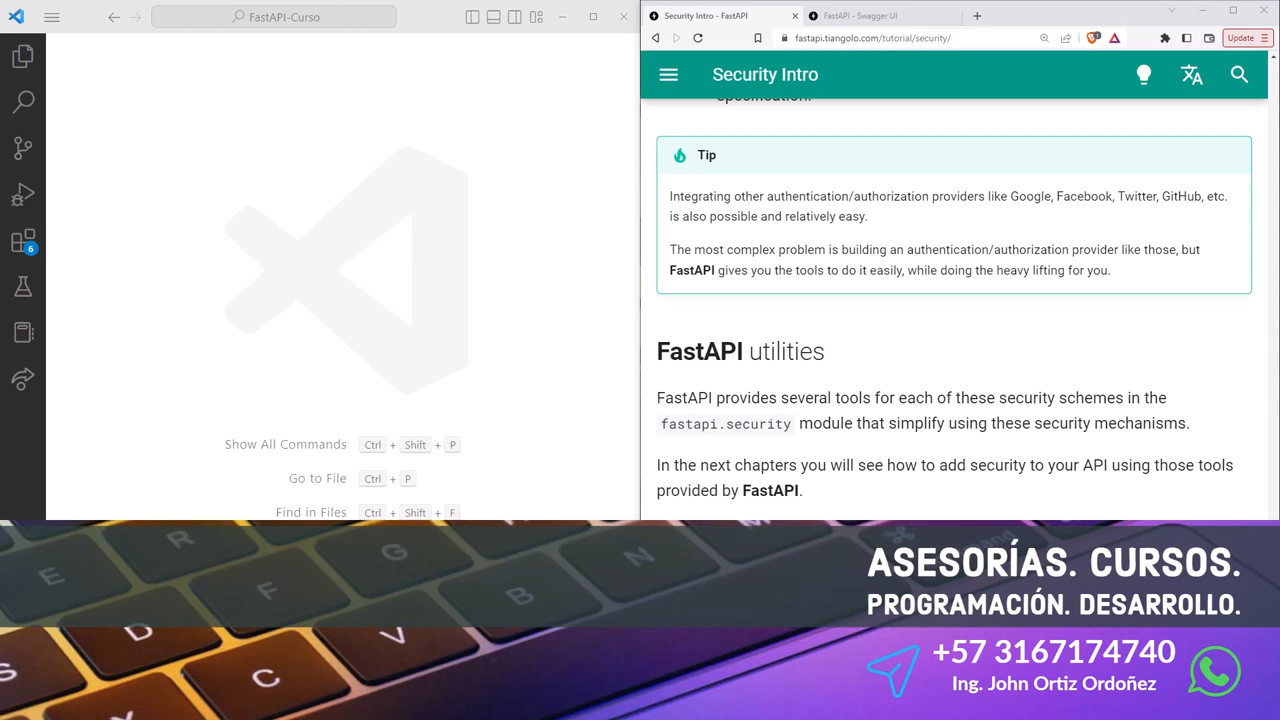 FastAPI-Curso
Show All Commands Ctrl + Shift + P
Go to File Ctrl + P
Find in Files Ctrl + Shift + F
6
Security Intro - FastAPI
FastAPI - Swagger UI
fastapi.tiangolo.com/tutorial/security/
Update
Security Intro
specification.
Tip
Integrating other authentication/authorization providers like Google, Facebook, Twitter, GitHub, etc.
is also possible and relatively easy.
The most complex problem is building an authentication/authorization provider like those, but
FastAPI gives you the tools to do it easily, while doing the heavy lifting for you.
FastAPI utilities
FastAPI provides several tools for each of these security schemes in the
fastapi.security module that simplify using these security mechanisms.
In the next chapters you will see how to add security to your API using those tools
provided by FastAPI.
ASESORÍAS. CURSOS.
PROGRAMACIÓN. DESARROLLO.
+57 3167174740
Ing. John Ortiz Ordoñez
E
R
F
G
B
N
D
C
V
S
X